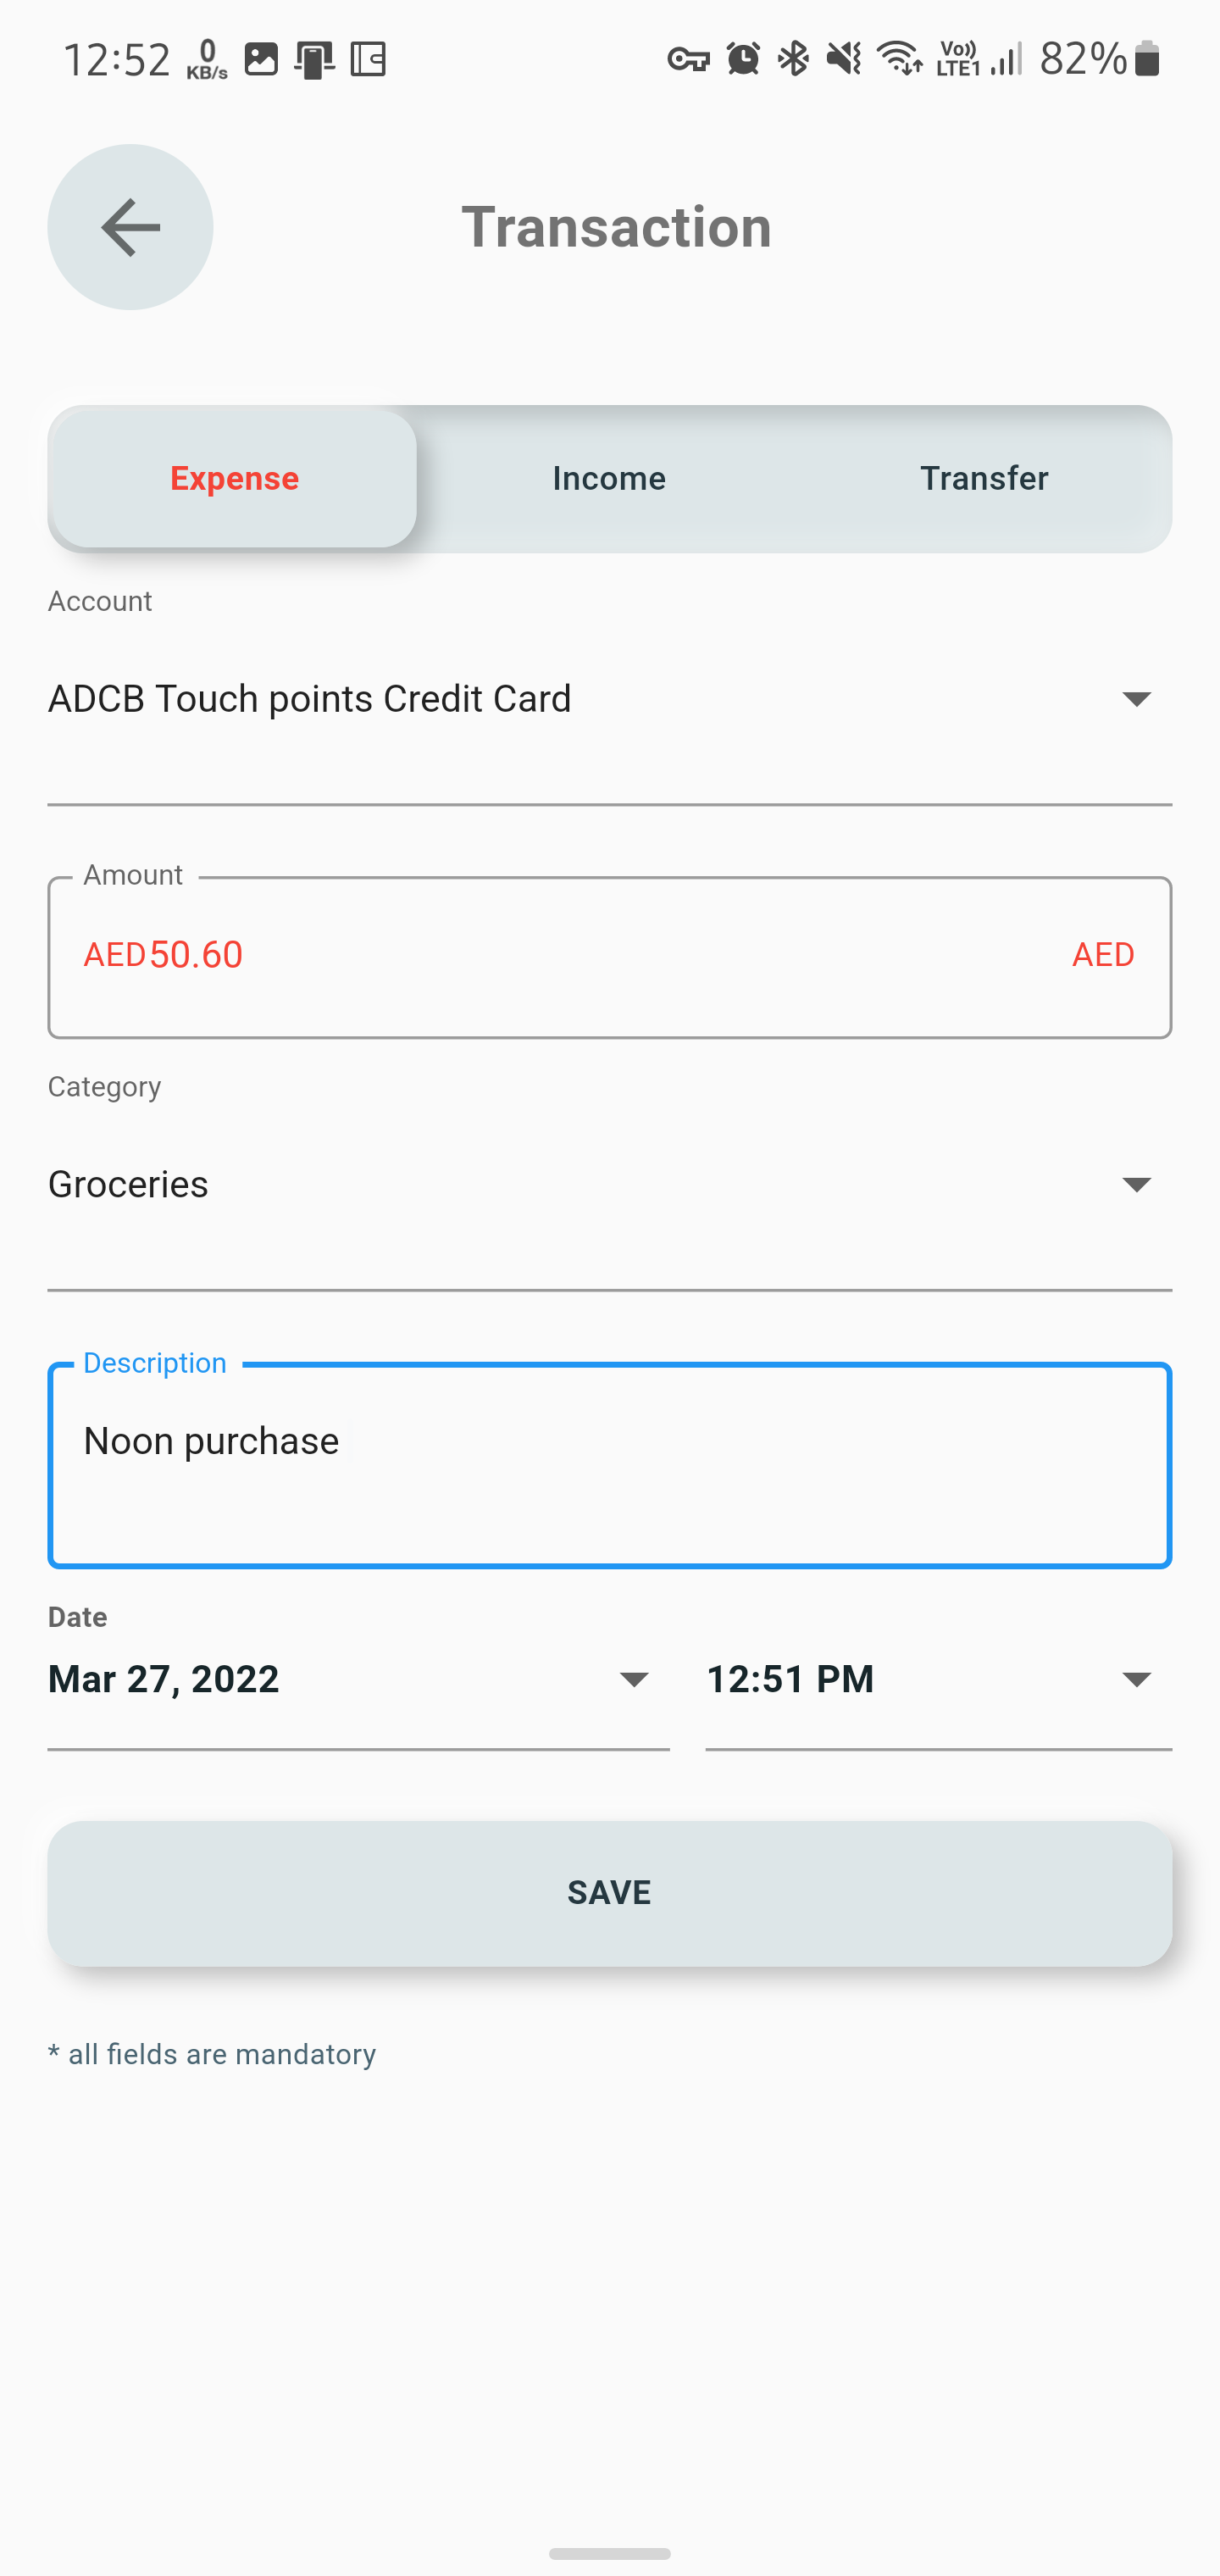 12:52 0 KB/s Vo)) LTE1 82%
Transaction
Expense Income Transfer
Account
ADCB Touch points Credit Card
Amount
AED50.60 AED
Category
Groceries
Description
Noon purchase
Date
Mar 27, 2022 12:51 PM
SAVE
* all fields are mandatory